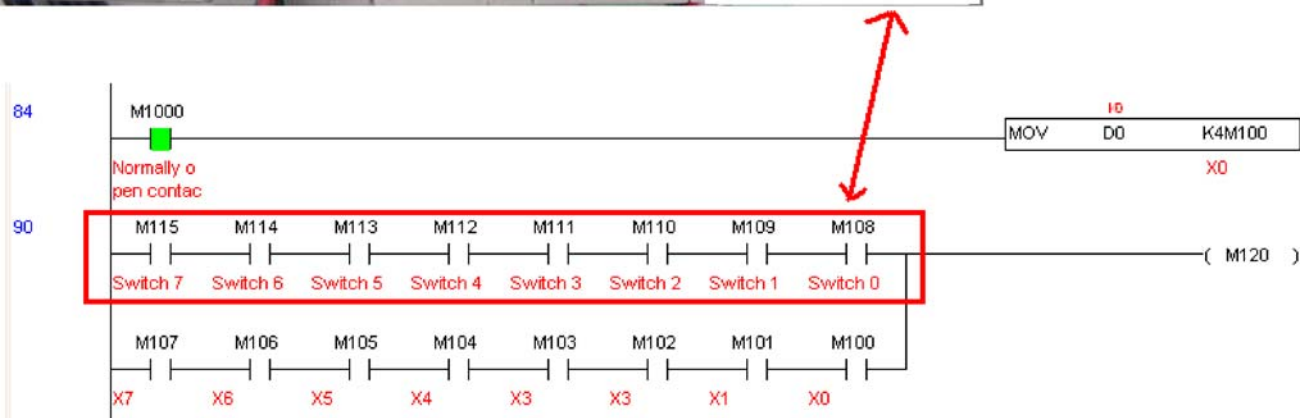 84
M1000
MOV D0 K4M100
Normally o
pen contac
X0
90
M115 M114 M113 M112 M111 M110 M109 M108
( M120 )
Switch 7 Switch 6 Switch 5 Switch 4 Switch 3 Switch 2 Switch 1 Switch 0
M107 M106 M105 M104 M103 M102 M101 M100
X7 X6 X5 X4 X3 X3 X1 X0